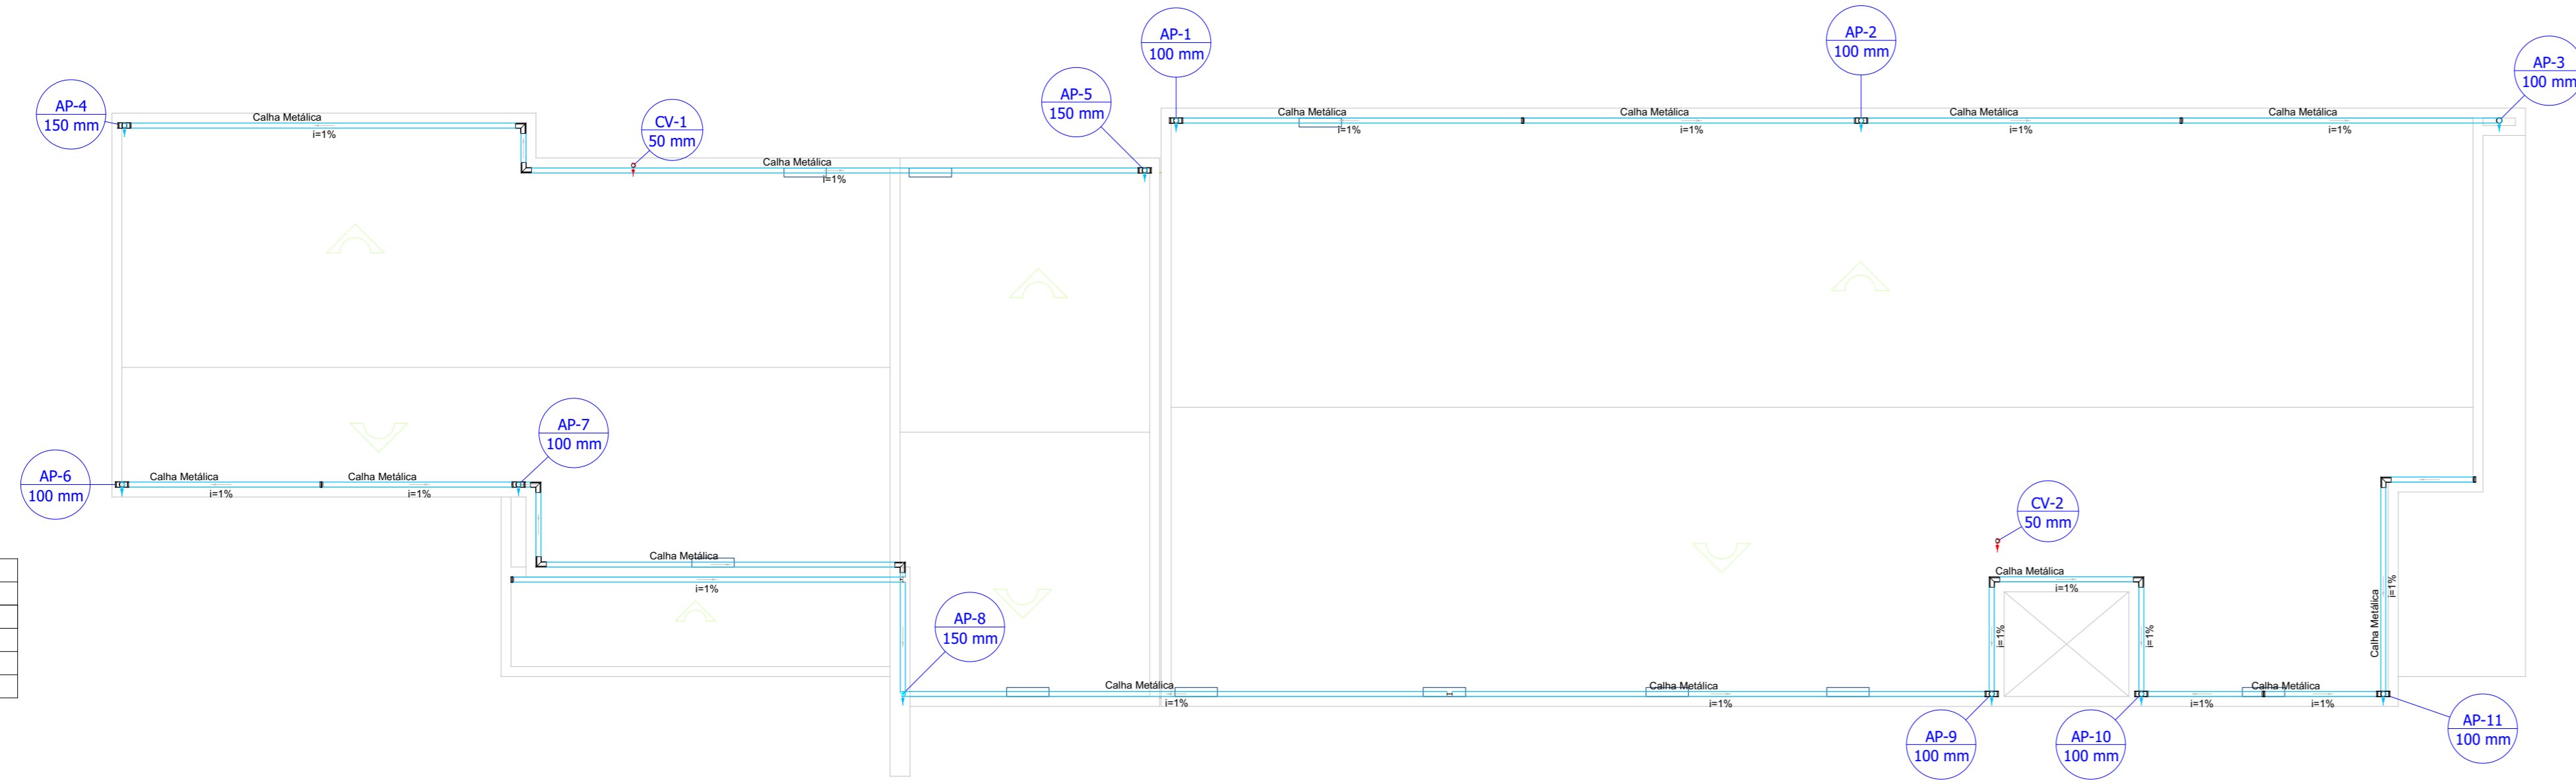 AP-1
100 mm
AP-2
100 mm
AP-3
100 mm
AP-4
150 mm
AP-5
150 mm
CV-1
50 mm
Calha Metálica
i=1%
Calha Metálica
i=1%
Calha Metálica
i=1%
Calha Metálica
i=1%
Calha Metálica
i=1%
Calha Metálica
i=1%
AP-7
100 mm
AP-6
100 mm
Calha Metálica
i=1%
Calha Metálica
i=1%
CV-2
50 mm
Calha Metálica
i=1%
Calha Metálica
i=1%
i=1%
i=1%
Calha Metálica
i=1%
AP-8
150 mm
Calha Metálica
i=1%
Calha Metálica
i=1%
Calha Metálica
i=1%
i=1%
AP-9
100 mm
AP-10
100 mm
AP-11
100 mm